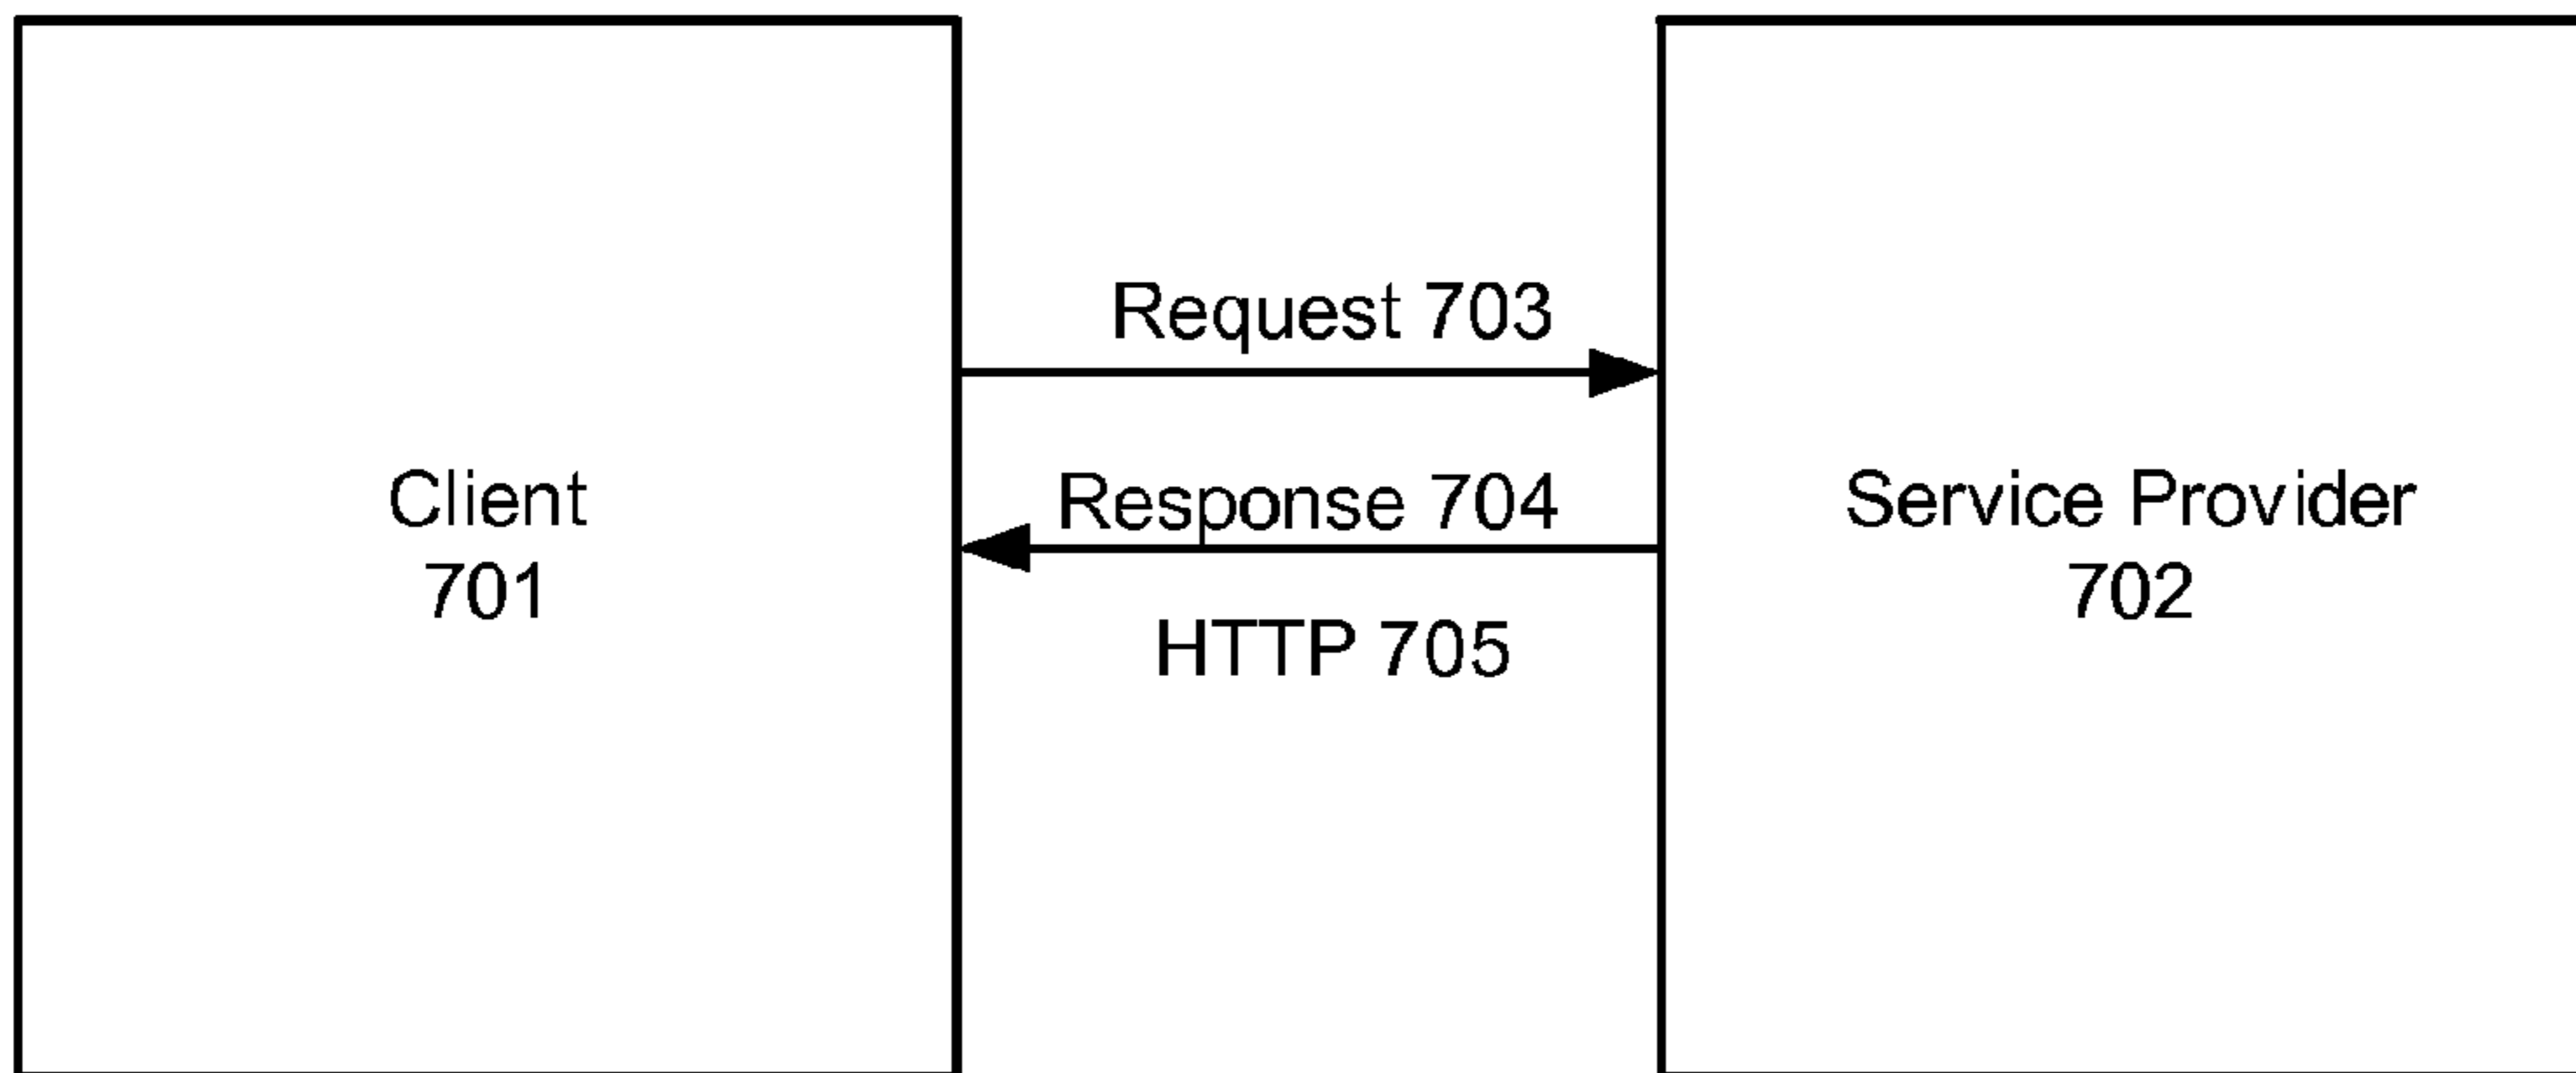 Request 703
Client
701
Response 704
Service Provider
702
HTTP 705